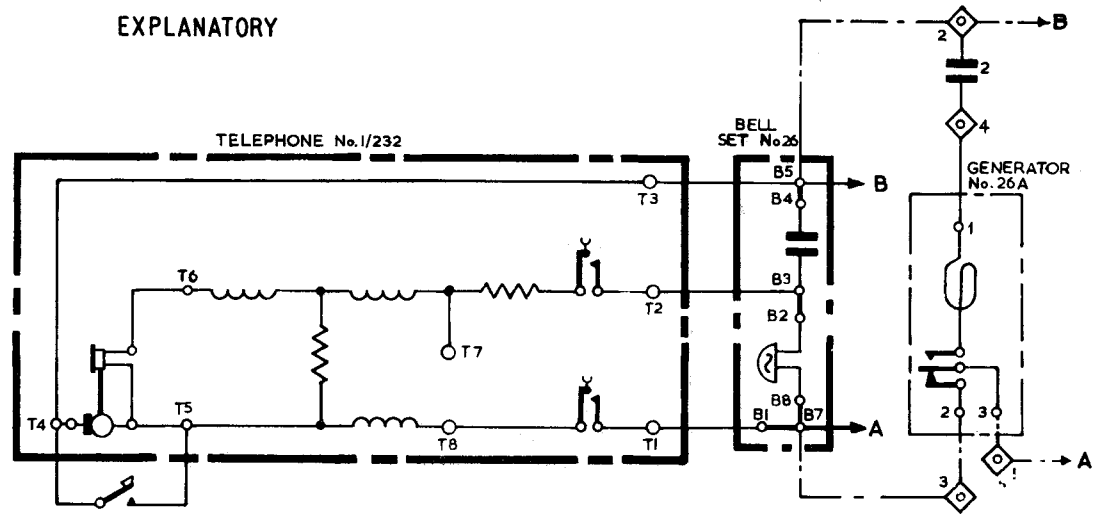 EXPLANATORY
B
2
2
4
TELEPHONE No. 1/232
BELL
SET No 26
GENERATOR
No. 26A
B5
B
T3
B4
1
T6
B3
T2
B2
T7
B8
T4
T5
T8
T1
B1
B7
A
2
3
3
1
A